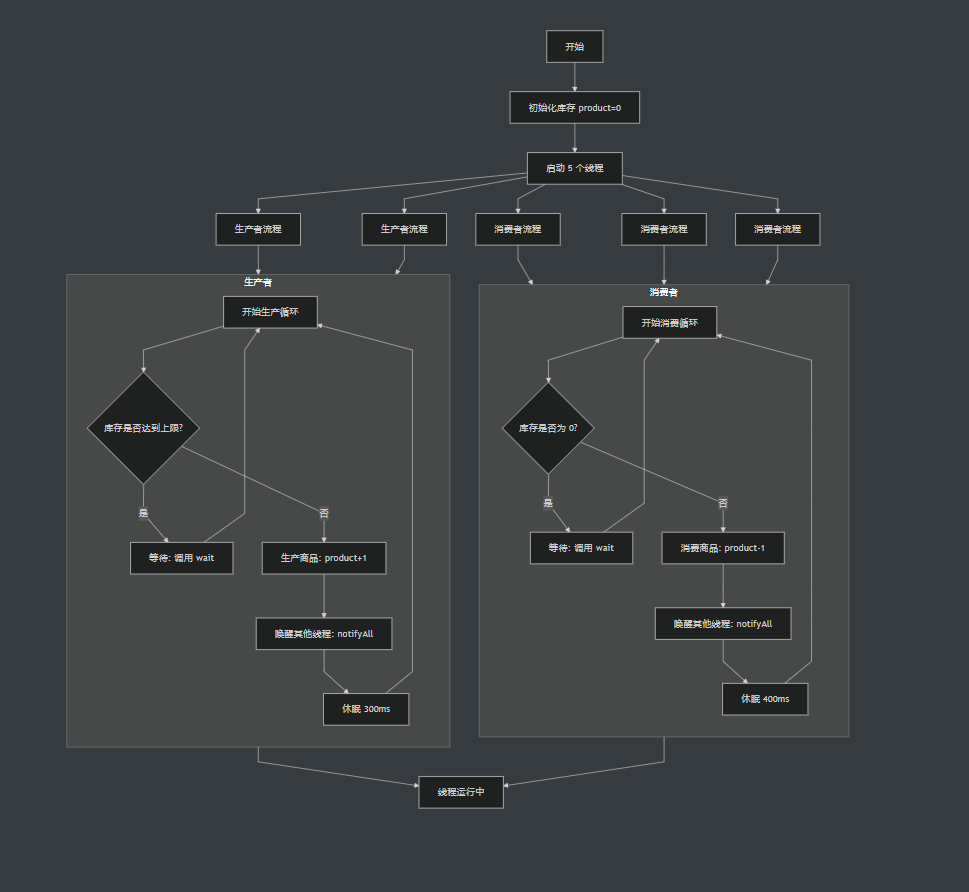 开始
初始化库存 product=0
启动 5 个线程
生产者流程
生产者流程
消费者流程
消费者流程
消费者流程
生产者
开始生产循环
库存是否达到上限?
是
否
等待: 调用 wait
生产商品: product+1
唤醒其他线程: notifyAll
休眠 300ms
消费者
开始消费循环
库存是否为 0?
是
否
等待: 调用 wait
消费商品: product-1
唤醒其他线程: notifyAll
休眠 400ms
线程运行中